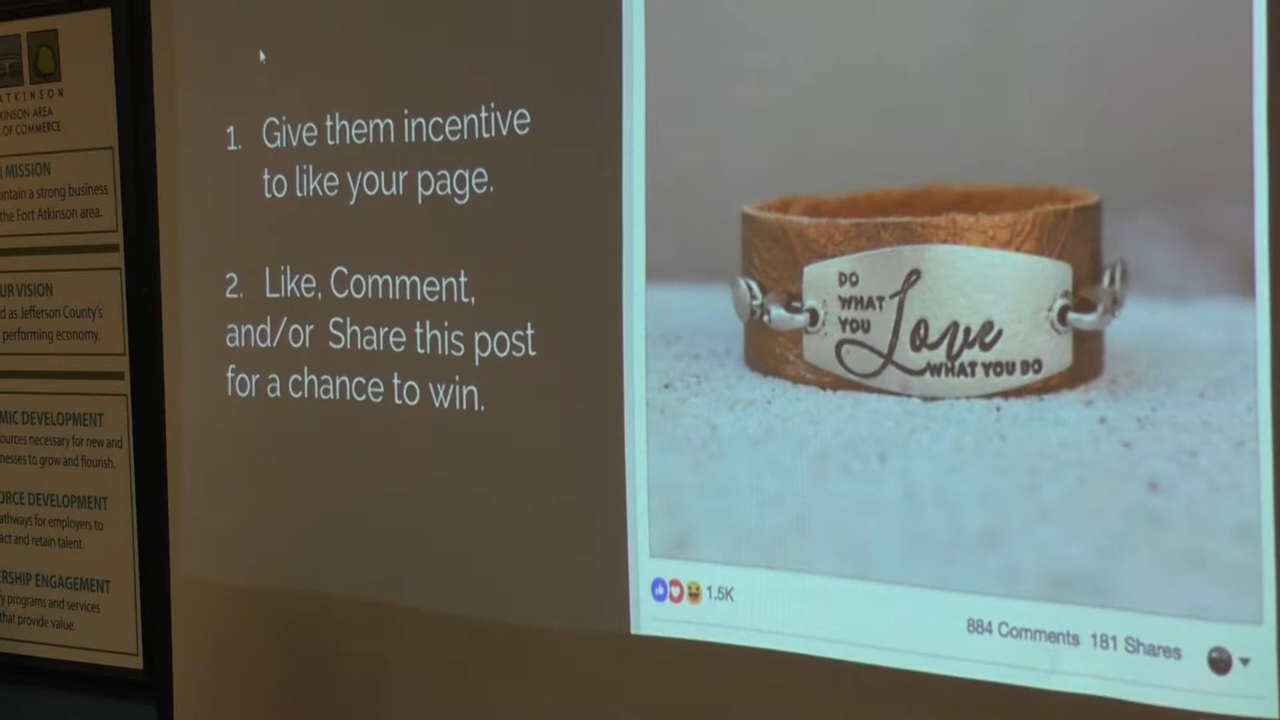 ATKINSON
KINSON AREA
OF COMMERCE
MISSION
intain a strong business
the Fort Atkinson area.
UR VISION
d as Jefferson County's
performing economy.
MIC DEVELOPMENT
ources necessary for new and
nesses to grow and flourish.
ORCE DEVELOPMENT
athways for employers to
act and retain talent.
ERSHIP ENGAGEMENT
y programs and services
that provide value.
1. Give them incentive
to like your page.
2. Like, Comment,
and/or Share this post
for a chance to win.
DO
WHAT
YOU
Love
WHAT YOU DO
1.5K
884 Comments 181 Shares